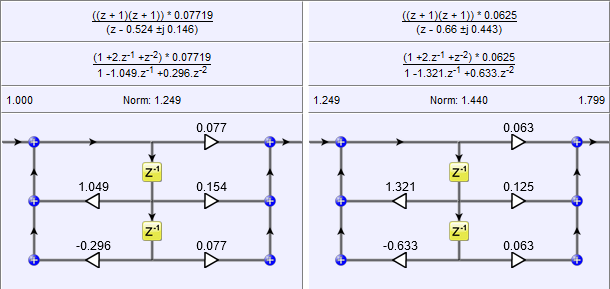 ((z + 1)(z + 1)) * 0.07719
(z - 0.524 ±j 0.146)
(1 +2.z-1 +z-2) * 0.07719
1 -1.049.z-1 +0.296.z-2
1.000 Norm: 1.249
0.077
Z-1
1.049 0.154
Z-1
-0.296 0.077
((z + 1)(z + 1)) * 0.0625
(z - 0.66 ±j 0.443)
(1 +2.z-1 +z-2) * 0.0625
1 -1.321.z-1 +0.633.z-2
1.249 Norm: 1.440 1.799
0.063
Z-1
1.321 0.125
Z-1
-0.633 0.063